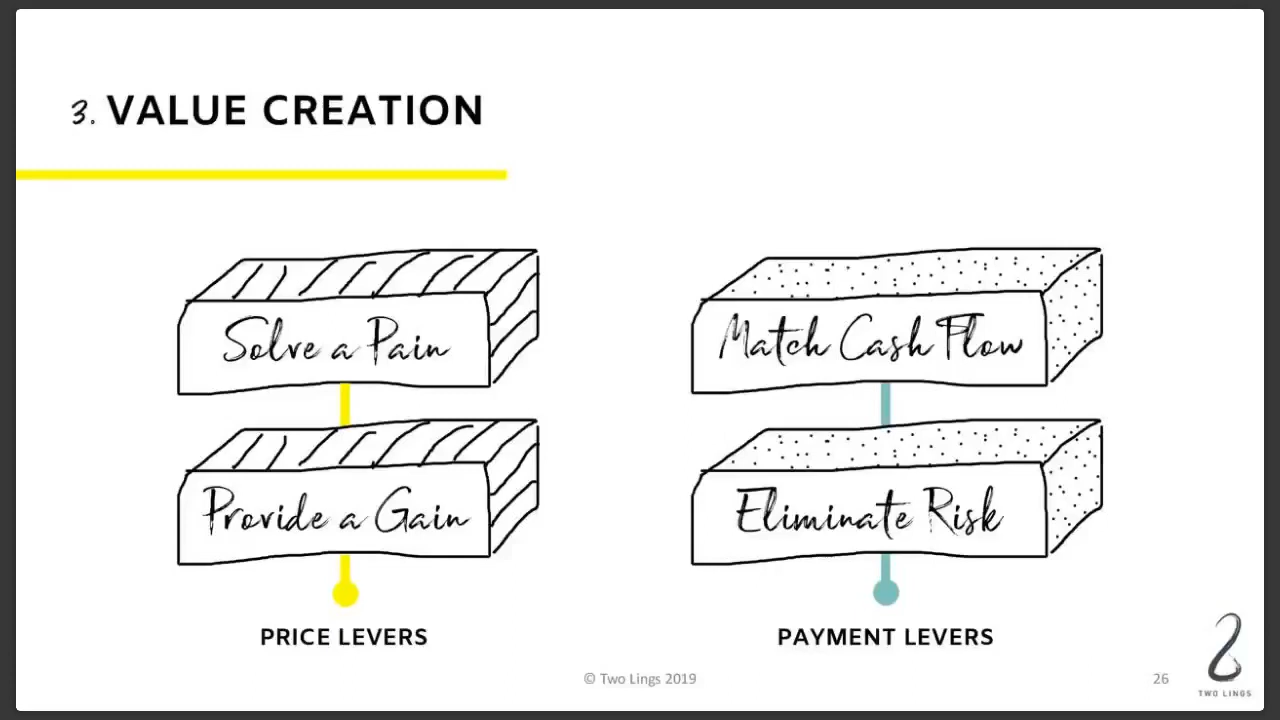 3. VALUE CREATION
Solve a Pain
Match Cash Flow
Provide a Gain
Eliminate Risk
PRICE LEVERS
PAYMENT LEVERS
© Two Lings 2019
26
TWO LINGS